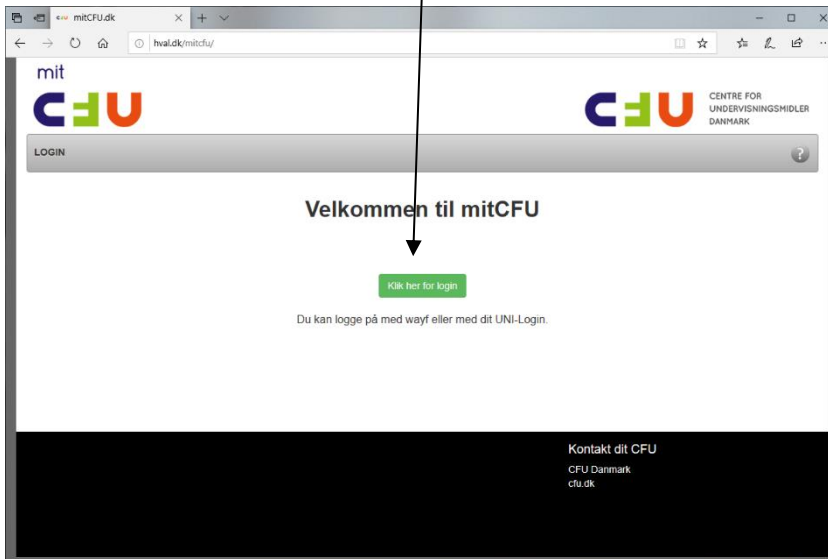 mitCFU.dk
hval.dk/mitcfu/
mit
CFU
CFU
CENTRE FOR
UNDERVISNINGSMIDLER
DANMARK
LOGIN
?
Velkommen til mitCFU
Klik her for login
Du kan logge på med wayf eller med dit UNI-Login.
Kontakt dit CFU
CFU Danmark
cfu.dk